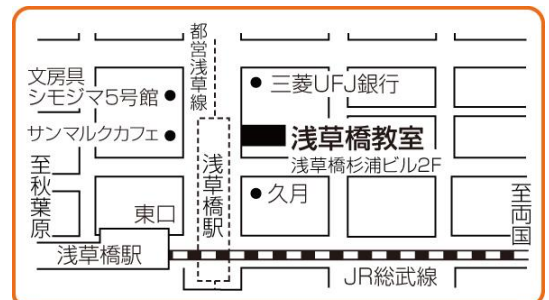 都営浅草線
文房具
シモジマ5号館
三菱UFJ銀行
サンマルクカフェ
浅草橋教室
浅草橋杉浦ビル2F
至秋葉原
浅草橋駅
久月
至両国
東口
浅草橋駅
JR総武線